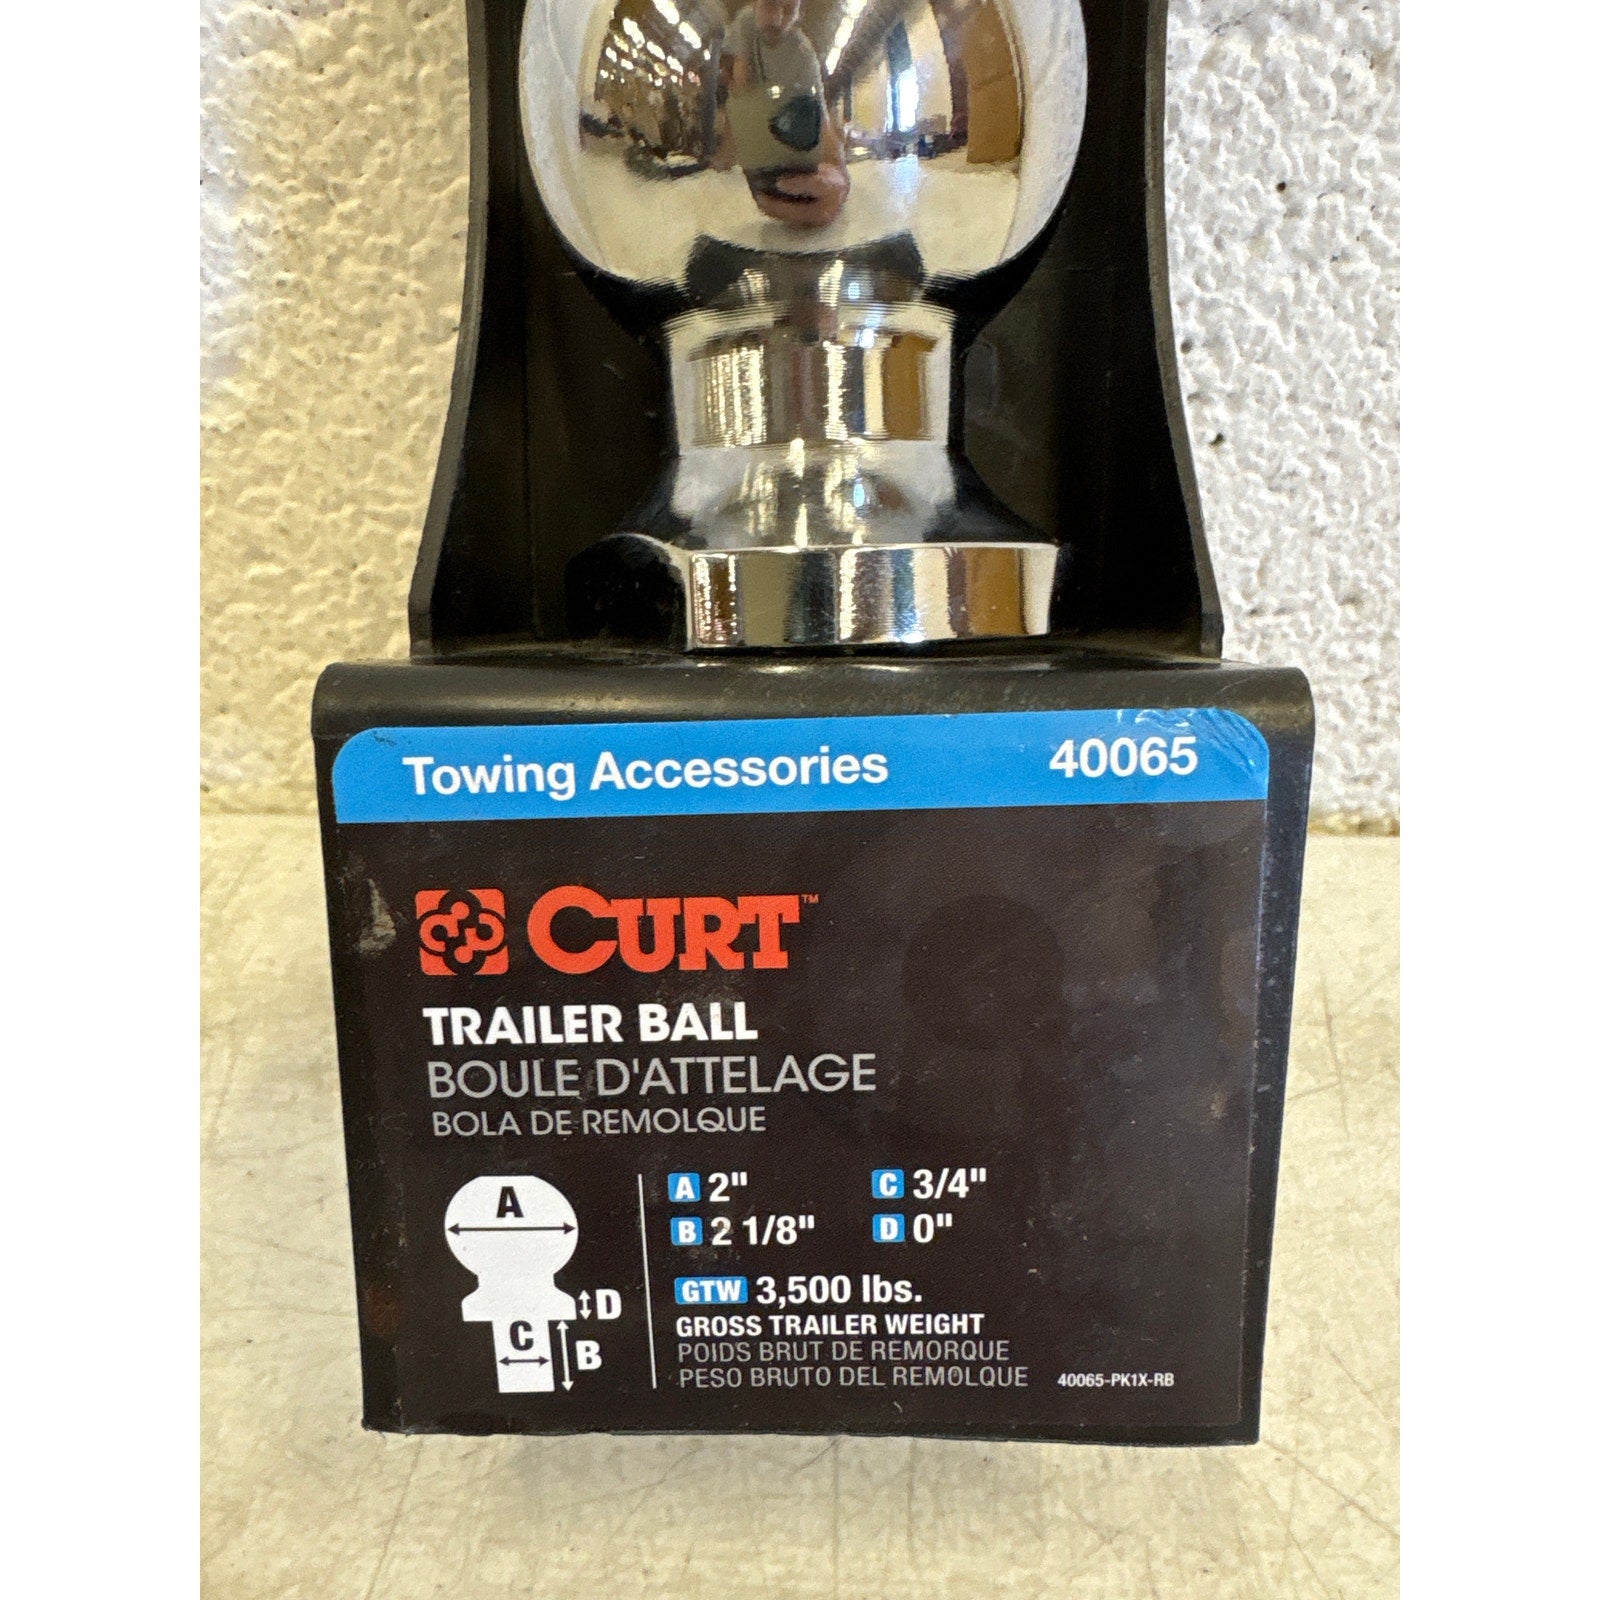 Towing Accessories 40065
CURT™
TRAILER BALL
BOULE D'ATTELAGE
BOLA DE REMOLQUE
A
D
C
B
A 2" C 3/4"
B 2 1/8" D 0"
GTW 3,500 lbs.
GROSS TRAILER WEIGHT
POIDS BRUT DE REMORQUE
PESO BRUTO DEL REMOLQUE 40065-PK1X-RB